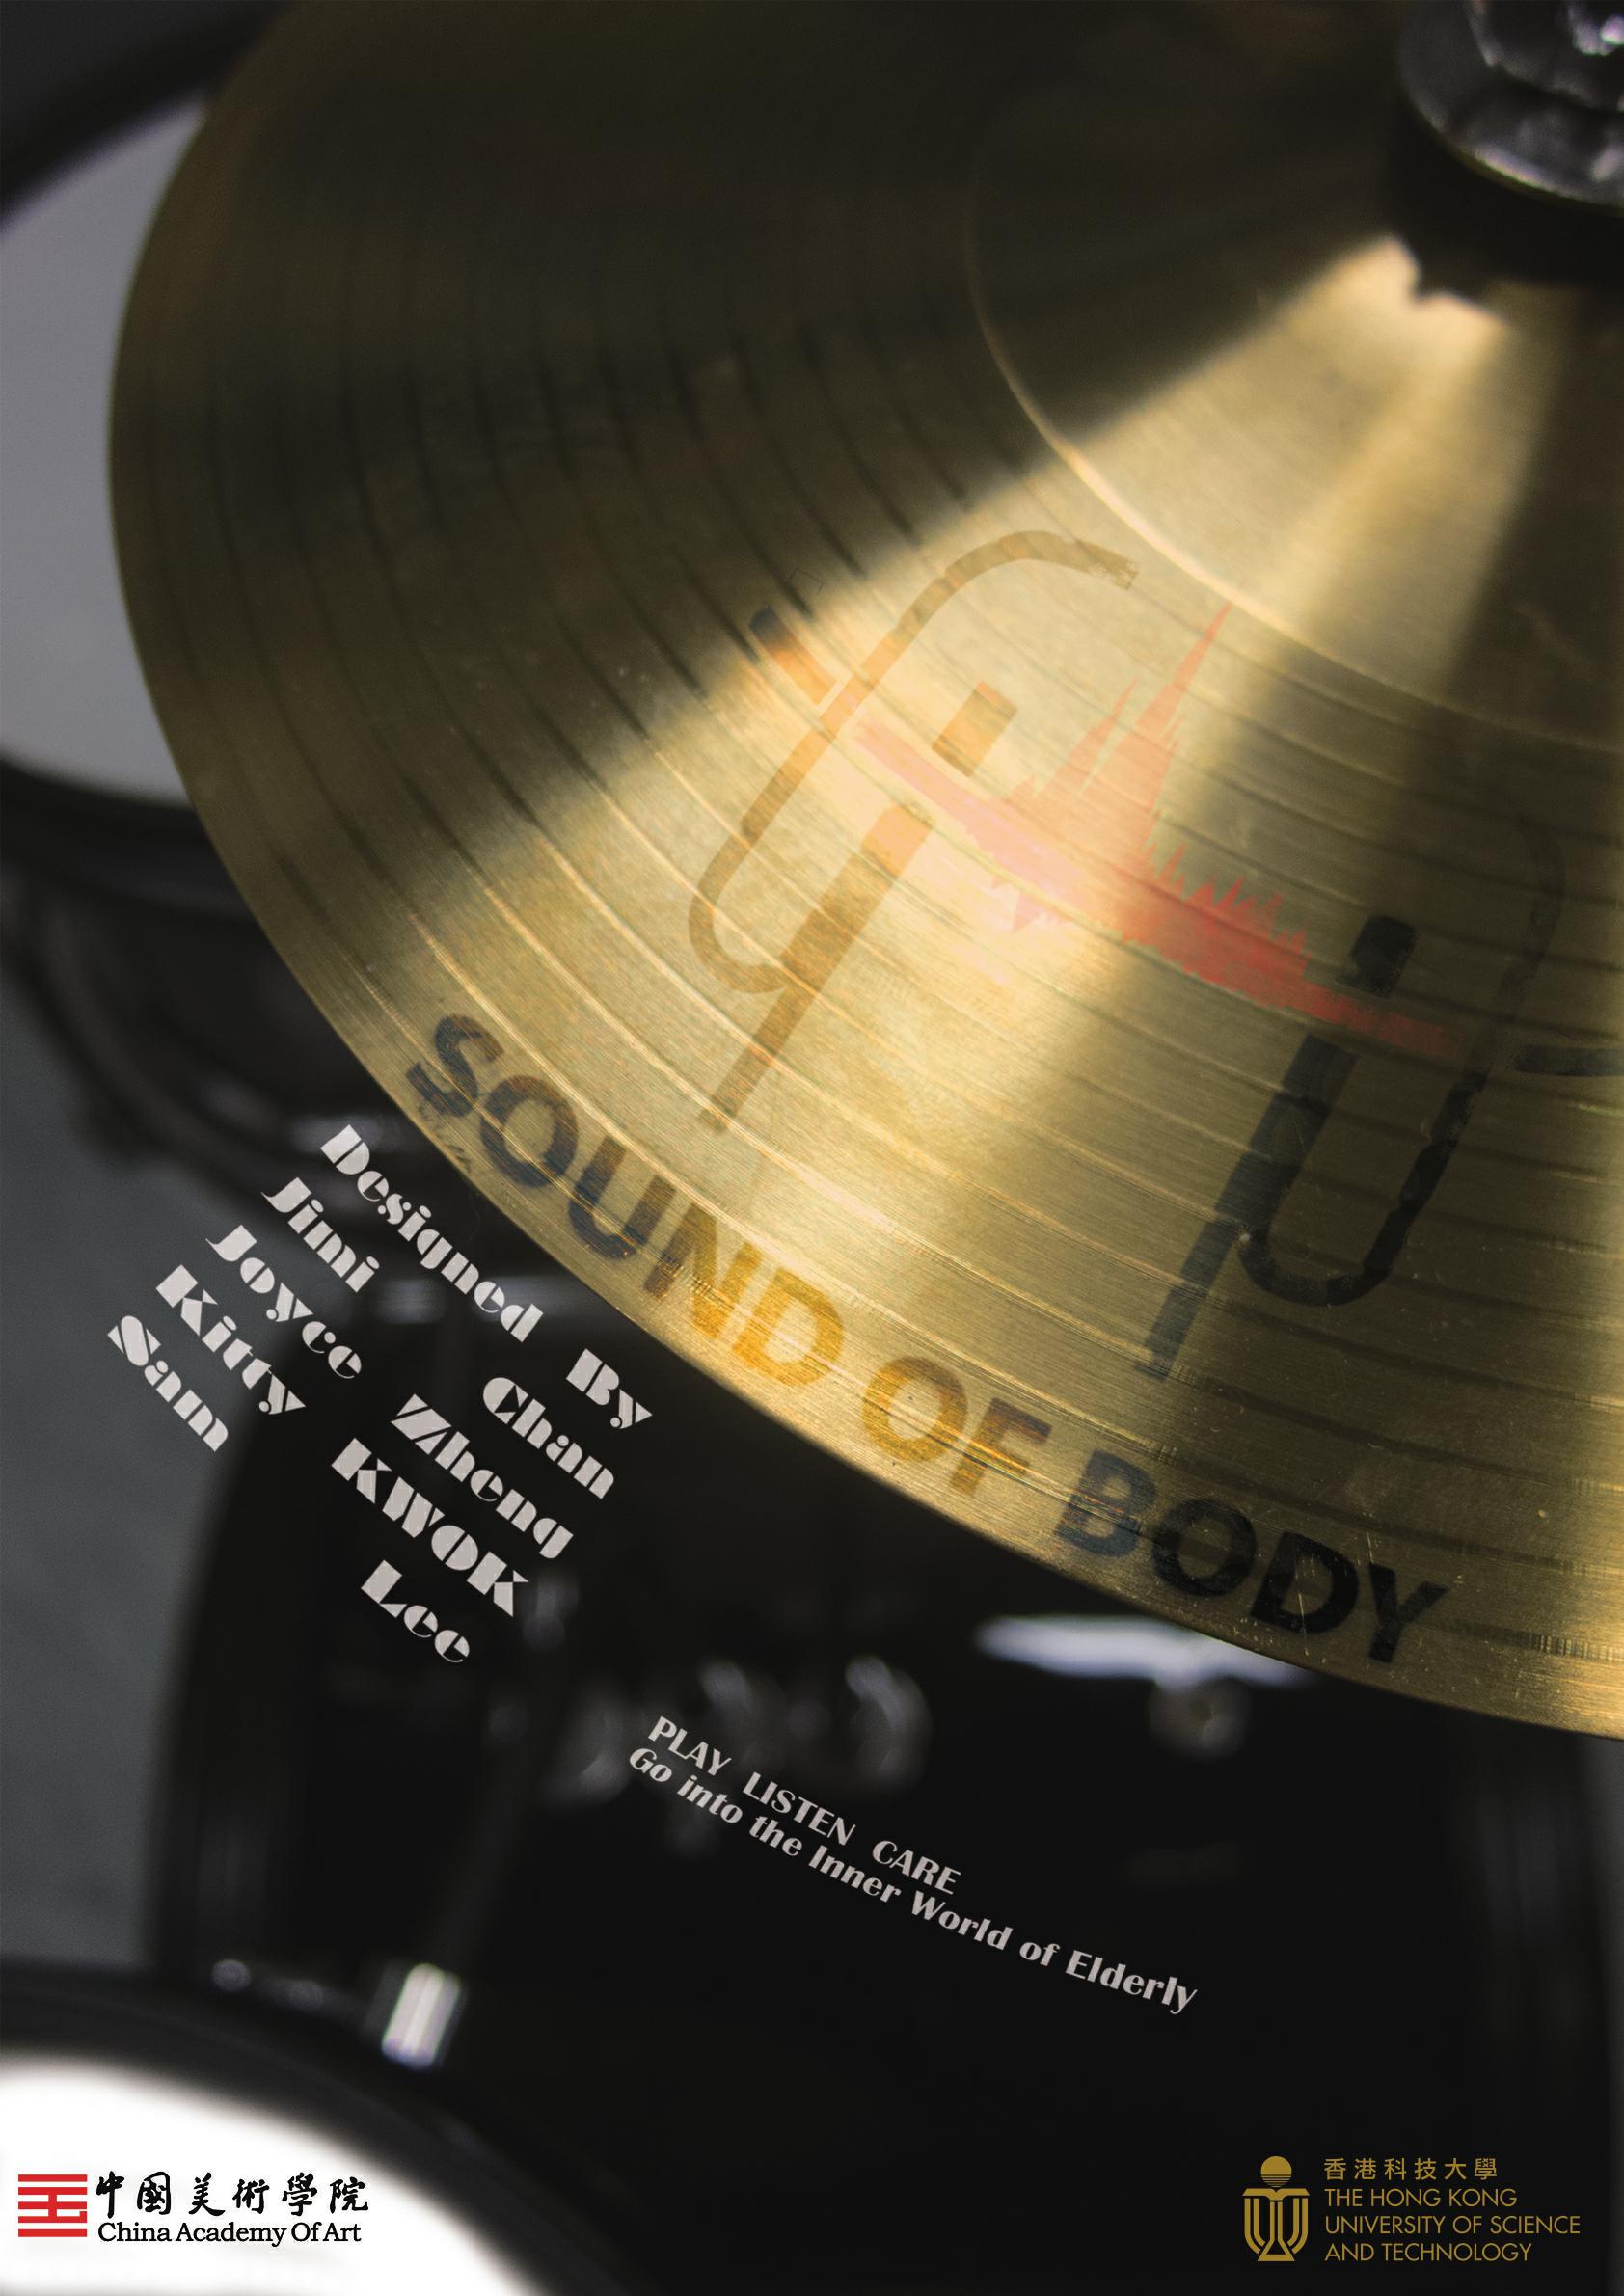 SOUND OF BODY
Designed By
Jimi Chan
Joyce Zheng
Kitty KWOK
Sam Lee
PLAY LISTEN CARE
Go into the Inner World of Elderly
中國美術學院
China Academy Of Art
香港科技大學
THE HONG KONG
UNIVERSITY OF SCIENCE
AND TECHNOLOGY